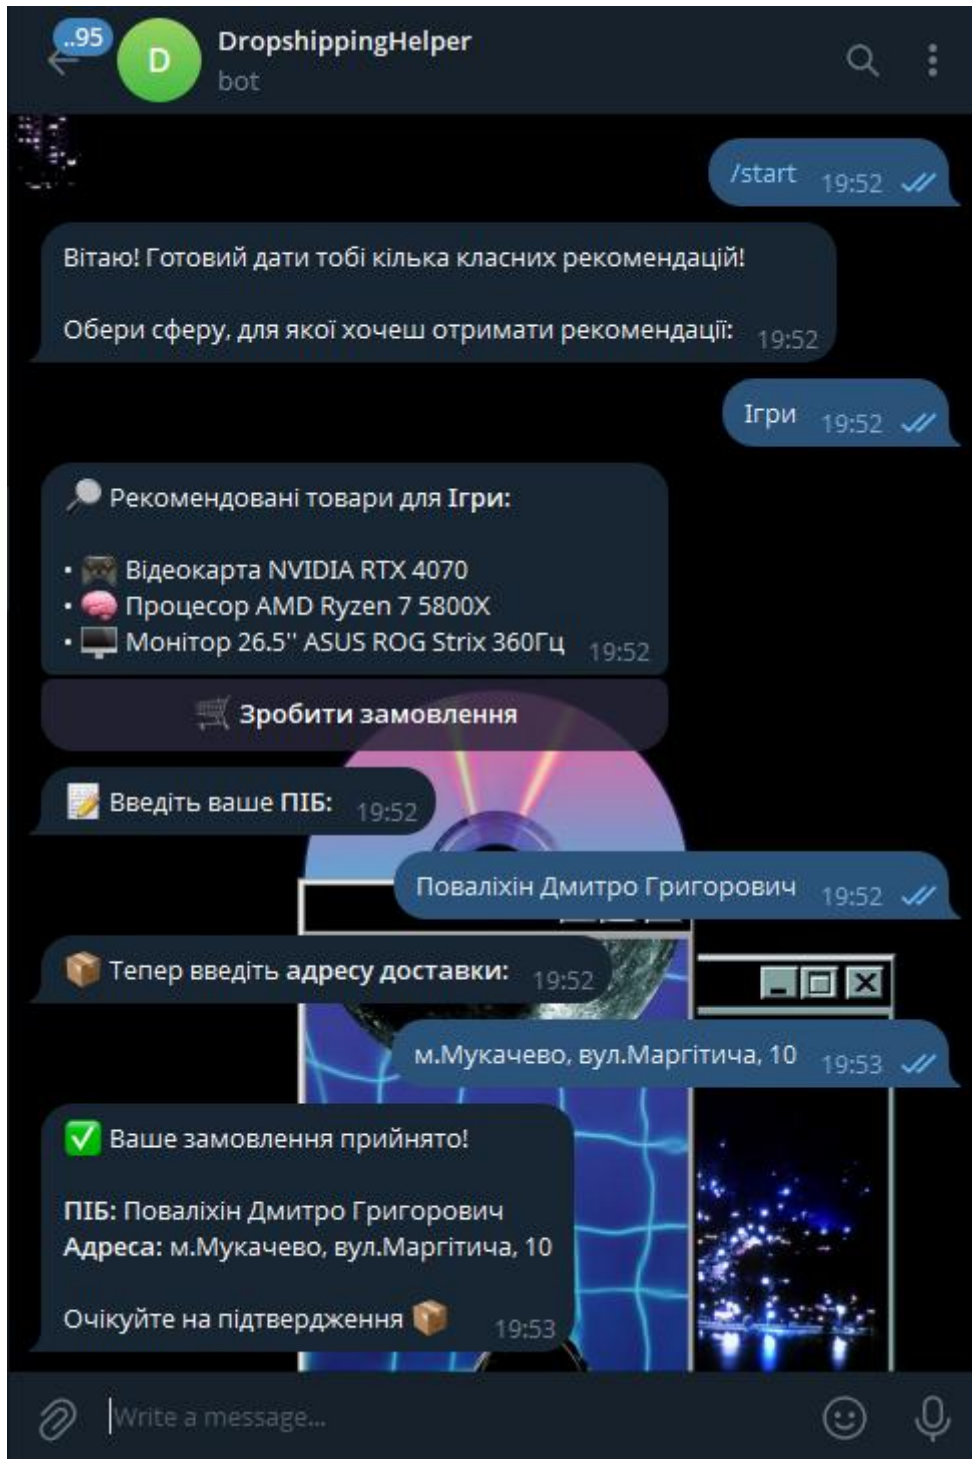 ..95
D
DropshippingHelper
bot
/start 19:52
Вітаю! Готовий дати тобі кілька класних рекомендацій!
Обери сферу, для якої хочеш отримати рекомендації: 19:52
Ігри 19:52
Рекомендовані товари для Ігри:
• Відеокарта NVIDIA RTX 4070
• Процесор AMD Ryzen 7 5800X
• Монітор 26.5'' ASUS ROG Strix 360Гц 19:52
Зробити замовлення
Введіть ваше ПІБ: 19:52
Поваліхін Дмитро Григорович 19:52
Тепер введіть адресу доставки: 19:52
м.Мукачево, вул.Маргітича, 10 19:53
Ваше замовлення прийнято!
ПІБ: Поваліхін Дмитро Григорович
Адреса: м.Мукачево, вул.Маргітича, 10
Очікуйте на підтвердження 19:53
Write a message...